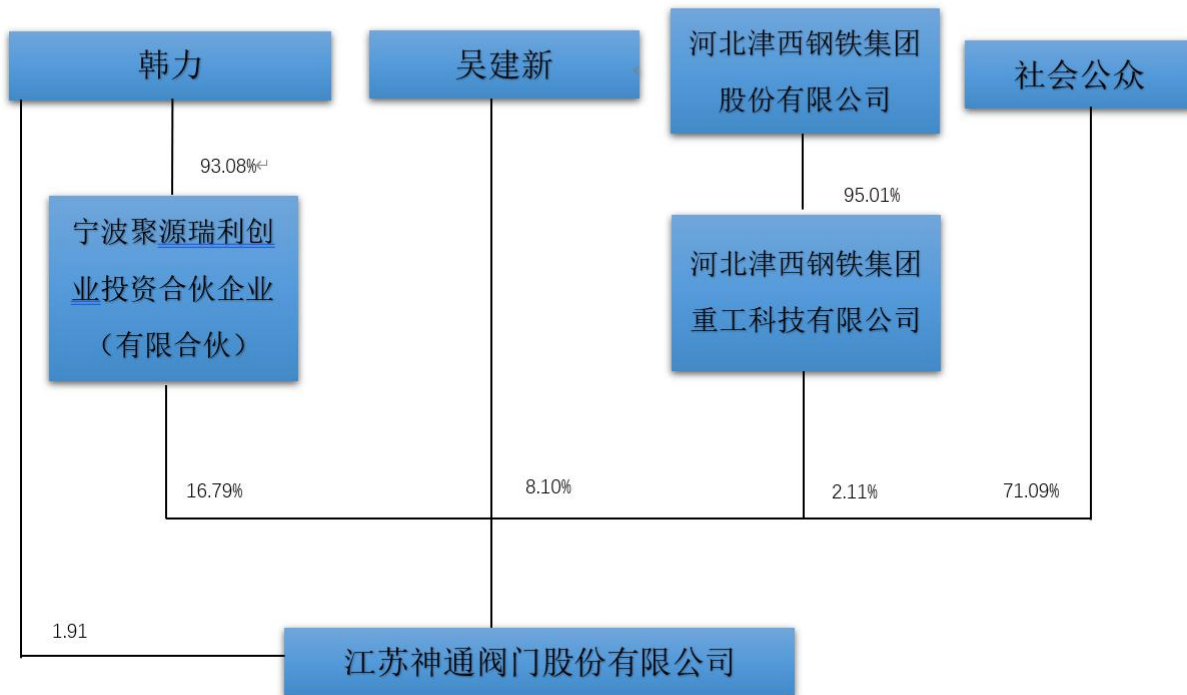 韩力
吴建新
河北津西钢铁集团
股份有限公司
社会公众
93.08%↵
95.01%
宁波聚源瑞利创
业投资合伙企业
（有限合伙）
河北津西钢铁集团
重工科技有限公司
16.79%
8.10%
2.11%
71.09%
1.91
江苏神通阀门股份有限公司